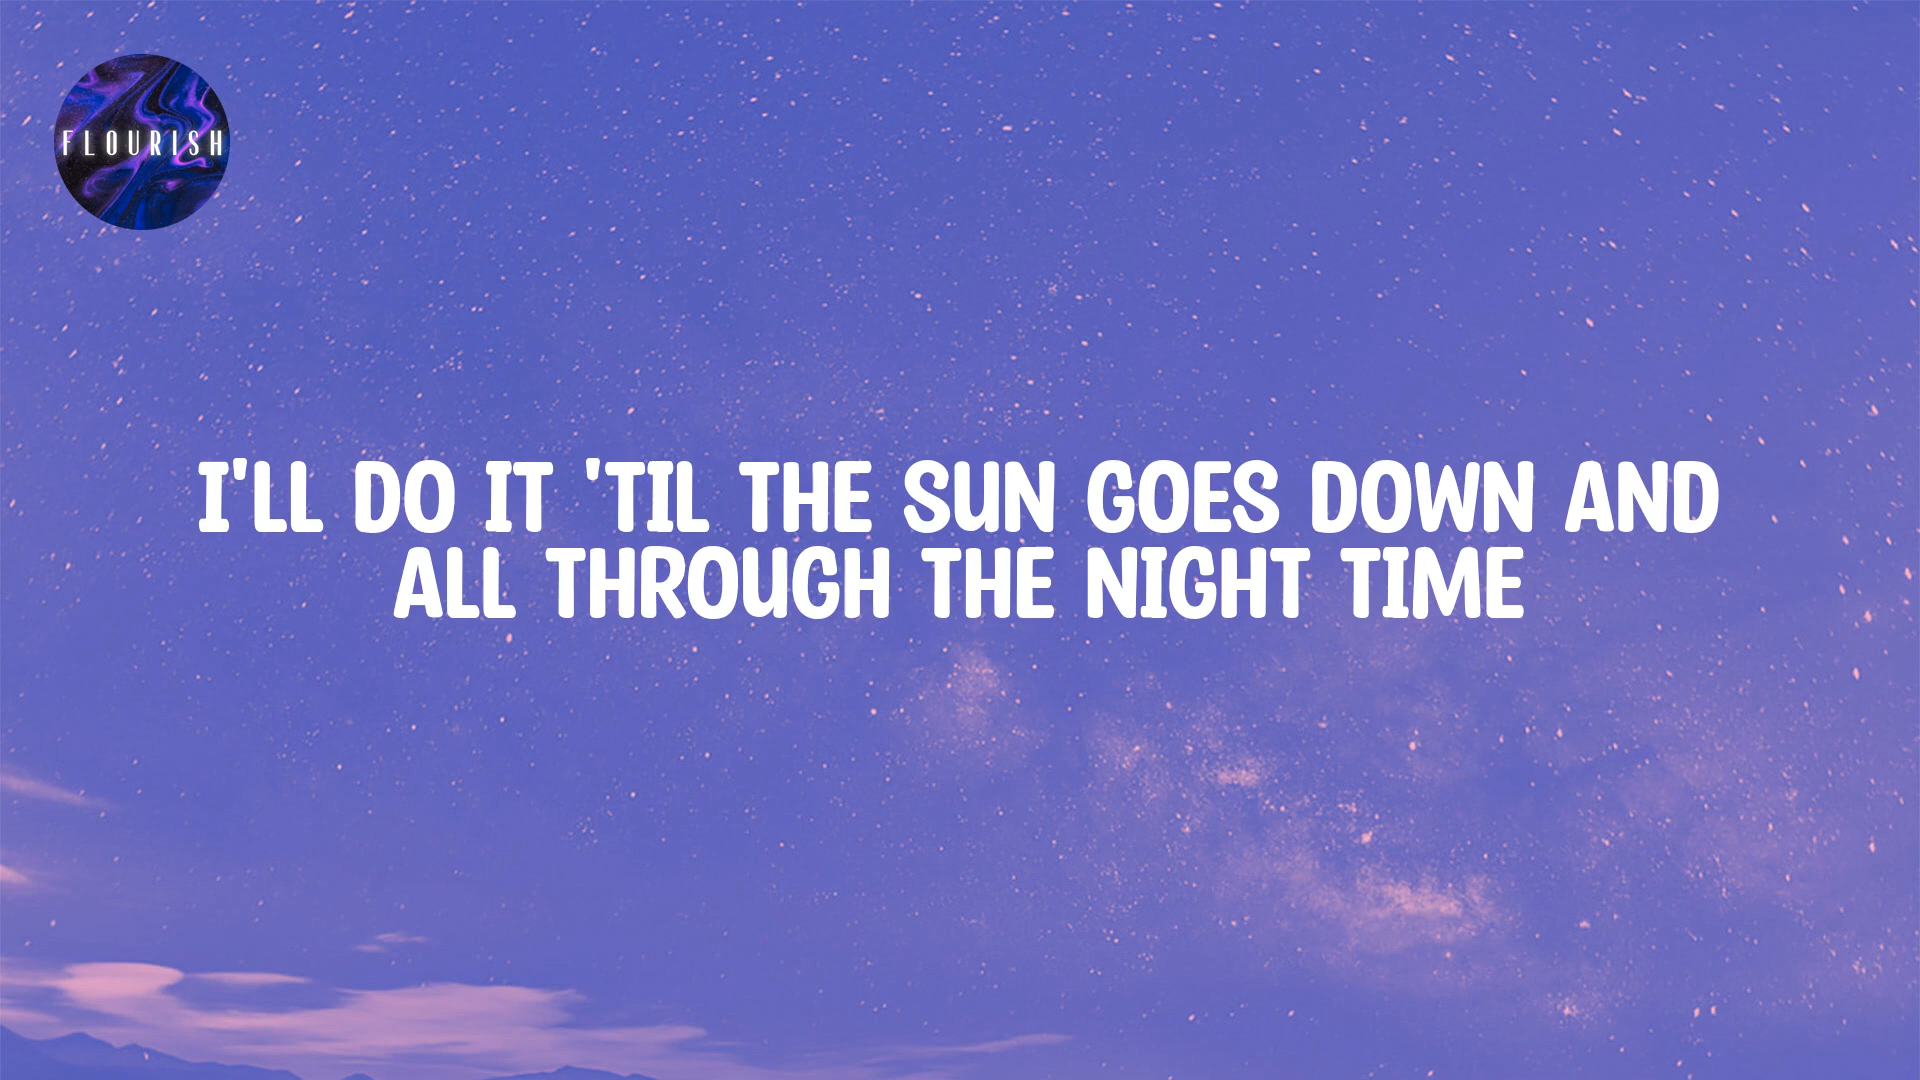 FLOURISH
I'LL DO IT 'TIL THE SUN GOES DOWN AND
ALL THROUGH THE NIGHT TIME